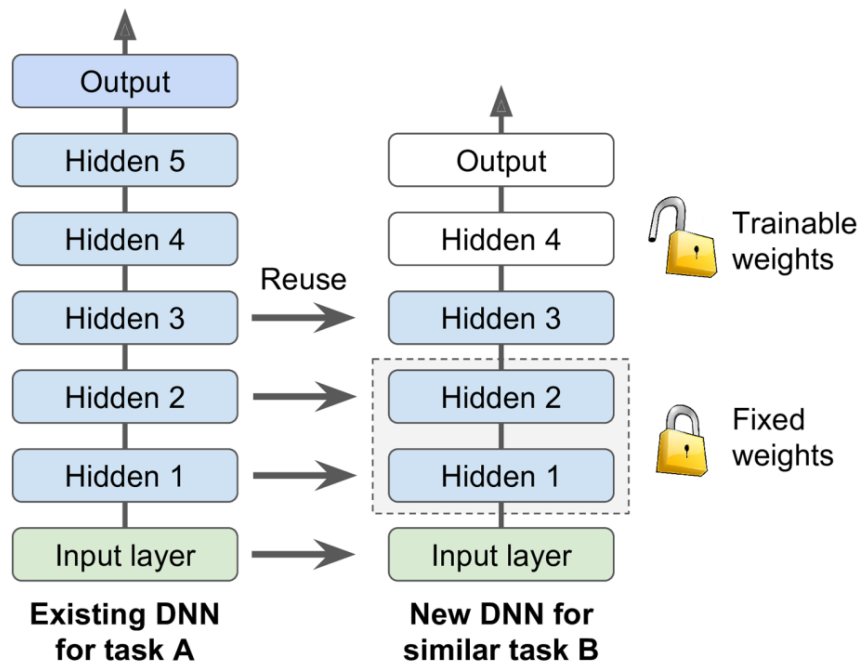 Output
Hidden 5
Hidden 4
Hidden 3
Hidden 2
Hidden 1
Input layer
Existing DNN
for task A
Reuse
Output
Hidden 4
Hidden 3
Hidden 2
Hidden 1
Input layer
New DNN for
similar task B
Trainable
weights
Fixed
weights